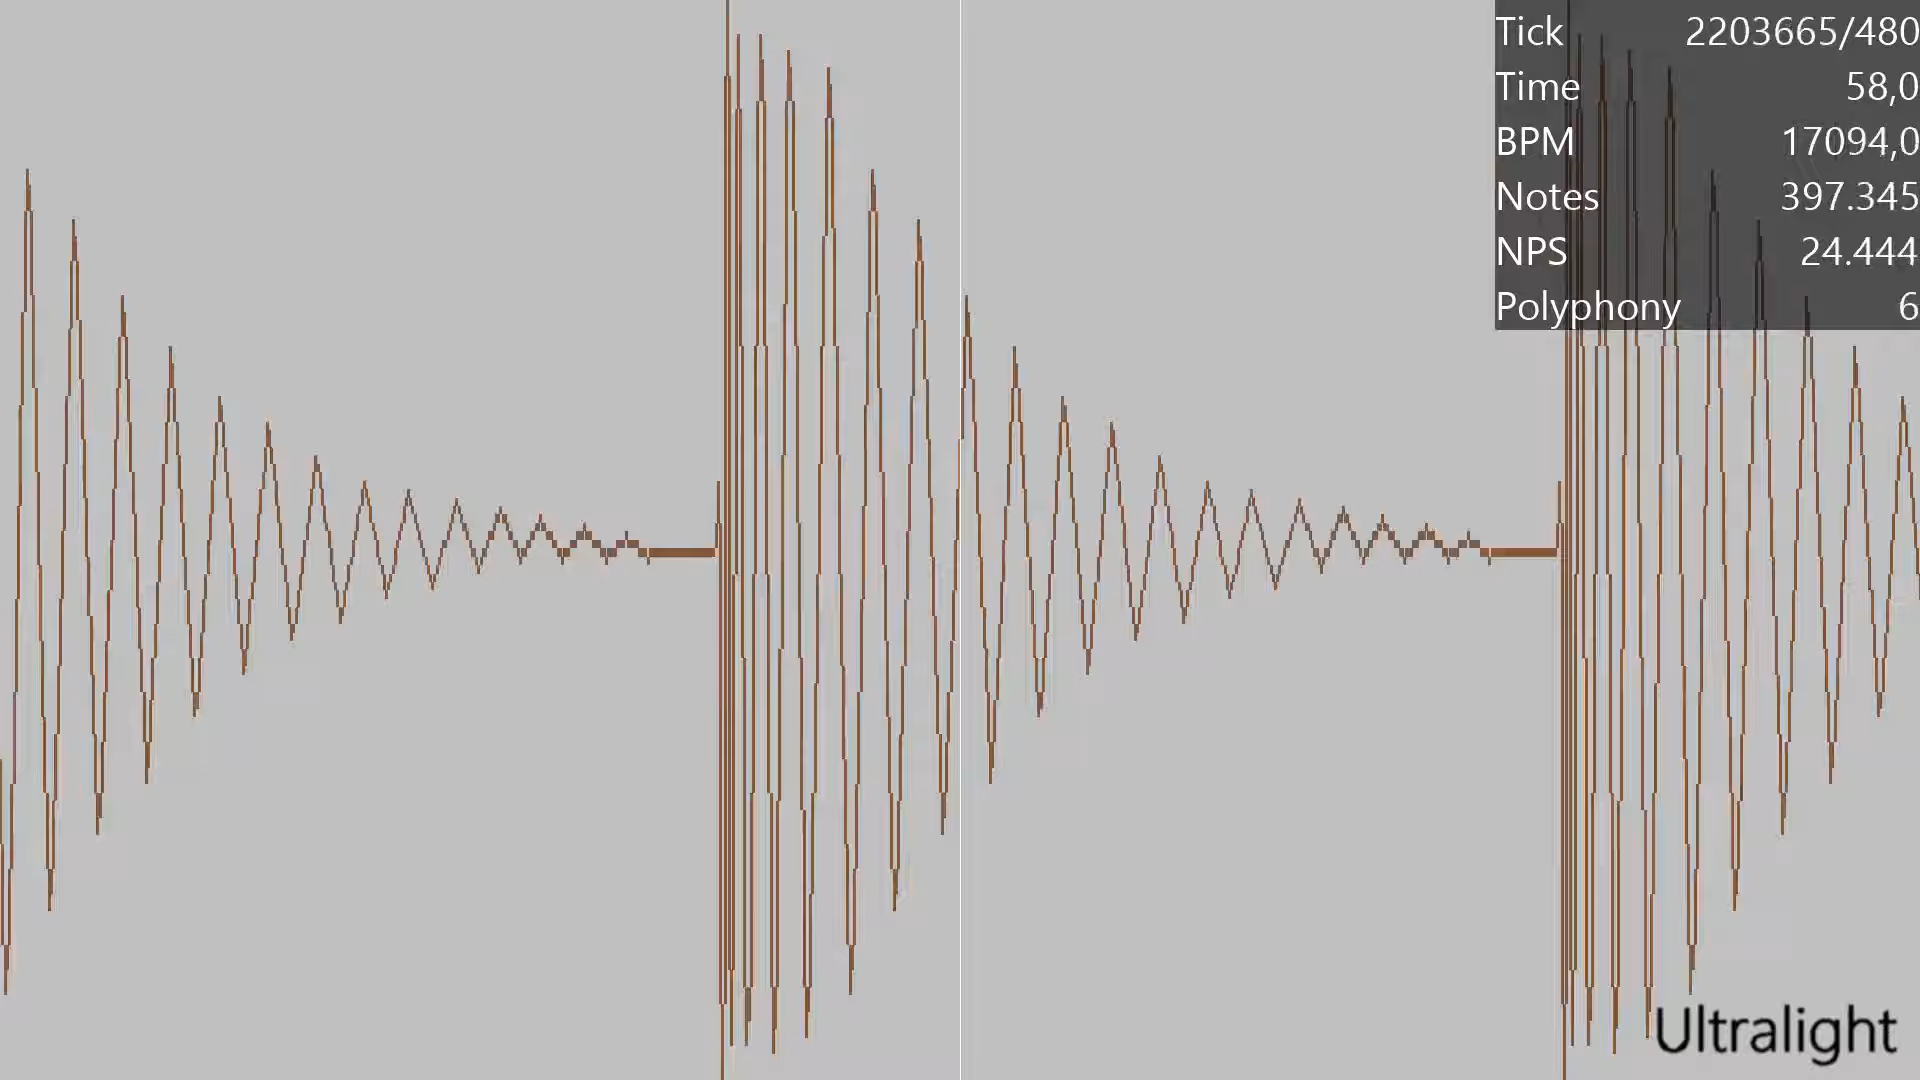 Tick 2203665/480
Time 58,0
BPM 17094,0
Notes 397.345
NPS 24.444
Polyphony 6
Ultralight